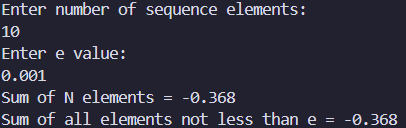 Enter number of sequence elements:
10
Enter e value:
0.001
Sum of N elements = -0.368
Sum of all elements not less than e = -0.368